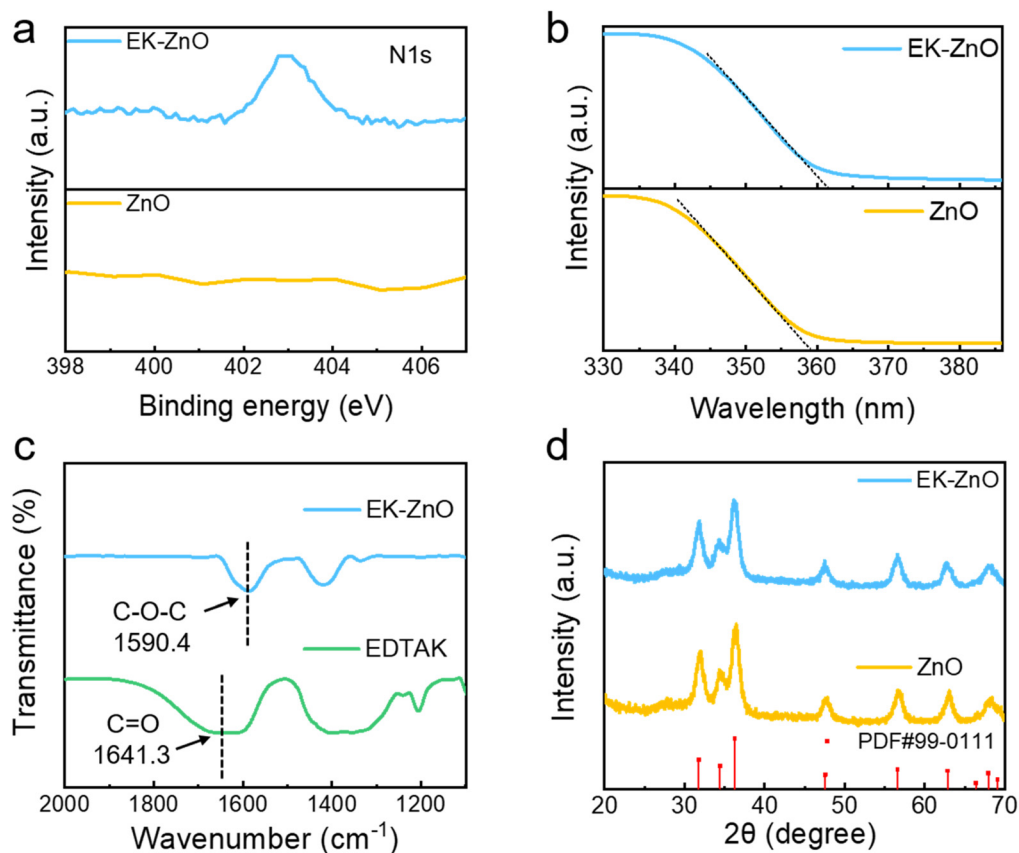 a
EK-ZnO
N1s
ZnO
Intensity (a.u.)
398 400 402 404 406
Binding energy (eV)
b
EK-ZnO
ZnO
Intensity (a.u.)
330 340 350 360 370 380
Wavelength (nm)
c
EK-ZnO
C-O-C
1590.4
EDTAK
C=O
1641.3
Transmittance (%)
2000 1800 1600 1400 1200
Wavenumber (cm⁻¹)
d
EK-ZnO
ZnO
PDF#99-0111
Intensity (a.u.)
20 30 40 50 60 70
2θ (degree)